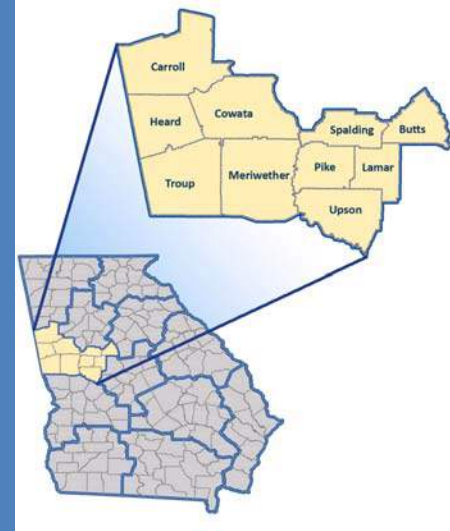 Carroll
Heard
Cowata
Spalding
Butts
Troup
Meriwether
Pike
Lamar
Upson